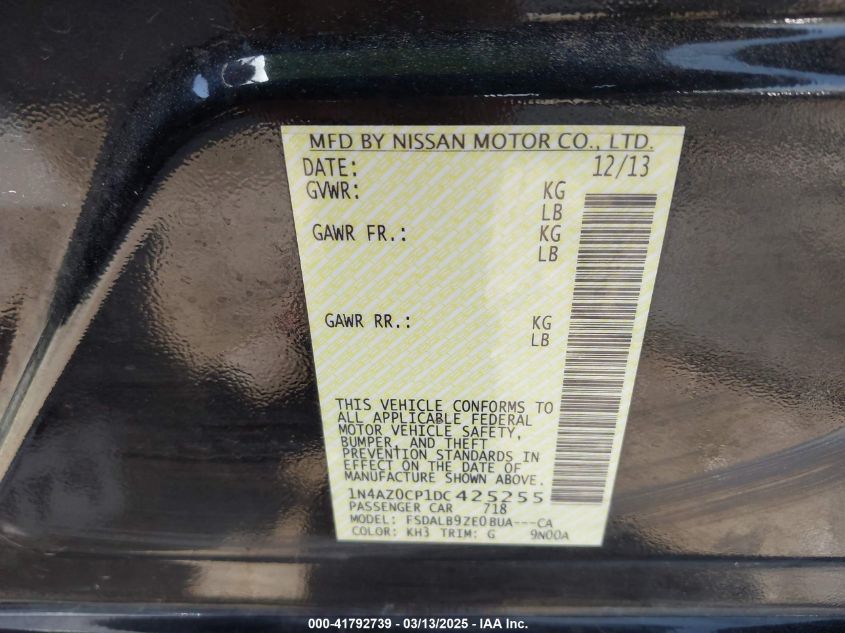 MFD BY NISSAN MOTOR CO., LTD.
DATE: 12/13
GVWR: KG
LB
GAWR FR.: KG
LB
GAWR RR.: KG
LB
THIS VEHICLE CONFORMS TO
ALL APPLICABLE FEDERAL
MOTOR VEHICLE SAFETY,
BUMPER, AND THEFT
PREVENTION STANDARDS IN
EFFECT ON THE DATE OF
MANUFACTURE SHOWN ABOVE.
1N4AZ0CP1DC425255
PASSENGER CAR 718
MODEL: FSDALB9ZE0BUA---CA
COLOR: KH3 TRIM: G 9N00A
000-41792739 - 03/13/2025 - IAA Inc.